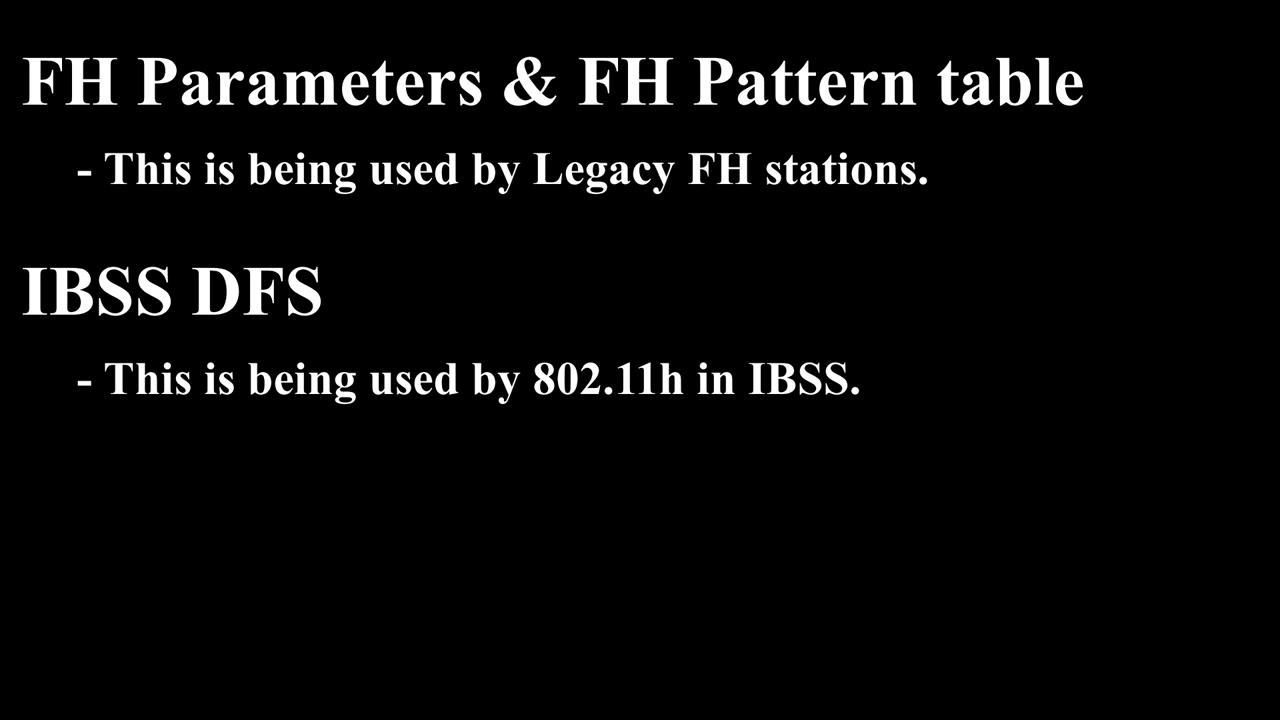 FH Parameters & FH Pattern table
- This is being used by Legacy FH stations.
IBSS DFS
- This is being used by 802.11h in IBSS.